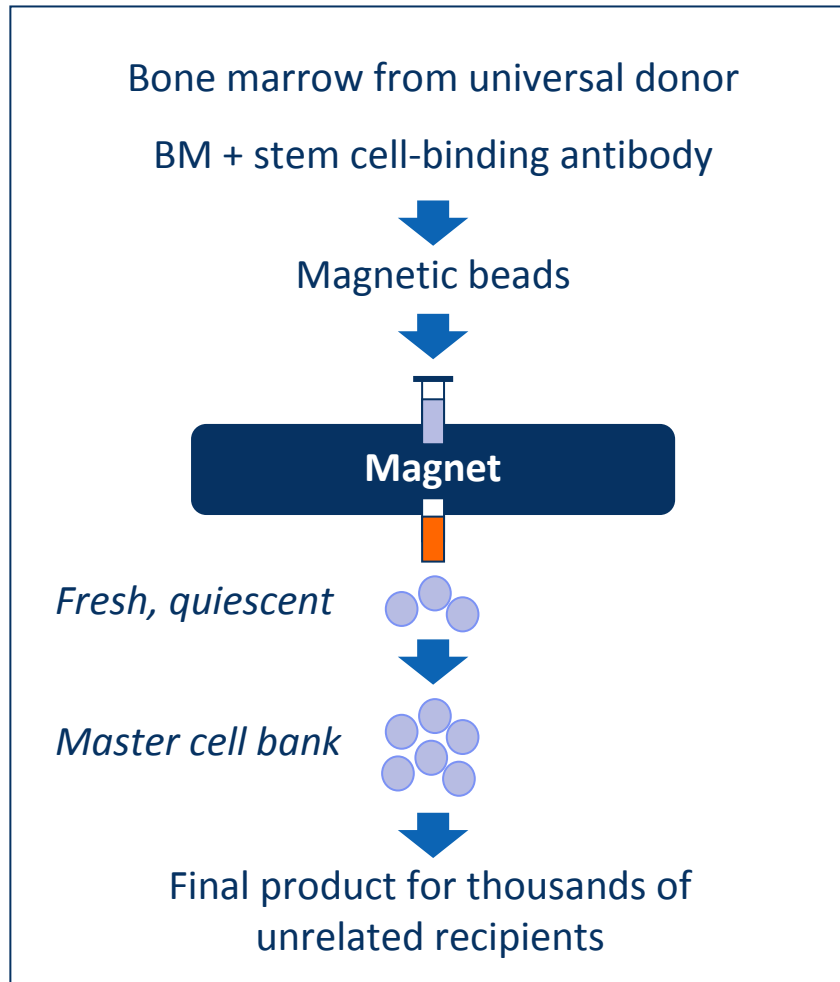 Bone marrow from universal donor
BM + stem cell-binding antibody
Magnetic beads
Magnet
Fresh, quiescent
Master cell bank
Final product for thousands of
unrelated recipients